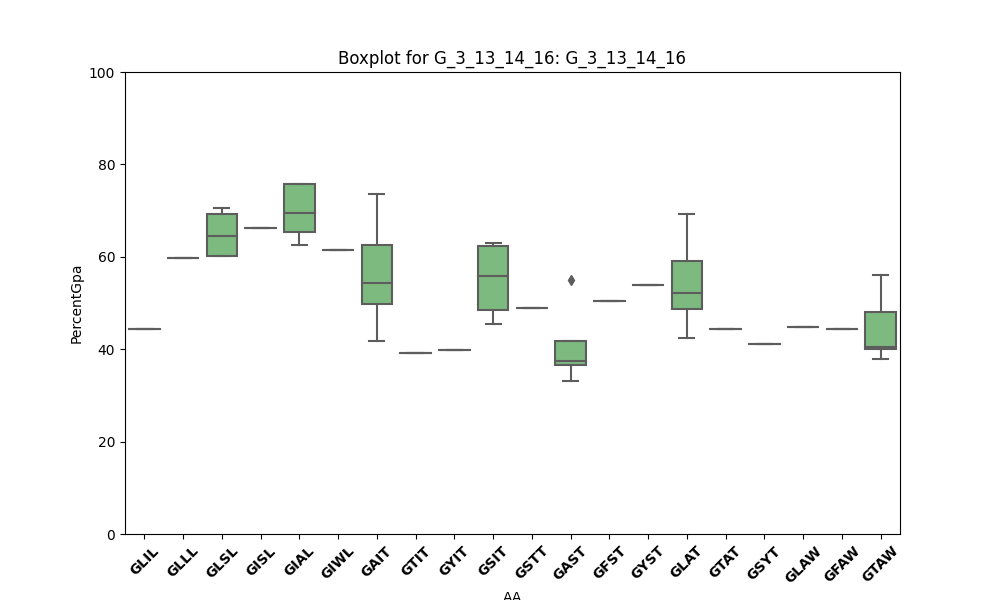 Boxplot for G_3_13_14_16: G_3_13_14_16
100
80
60
40
20
0
PercentGpa
GLIL
GLLL
GLSL
GISL
GIAL
GIWL
GAIT
GTIT
GYIT
GSIT
GSTT
GAST
GFST
GYST
GLAT
GTAT
GSYT
GLAW
GFAW
GTAW
AA